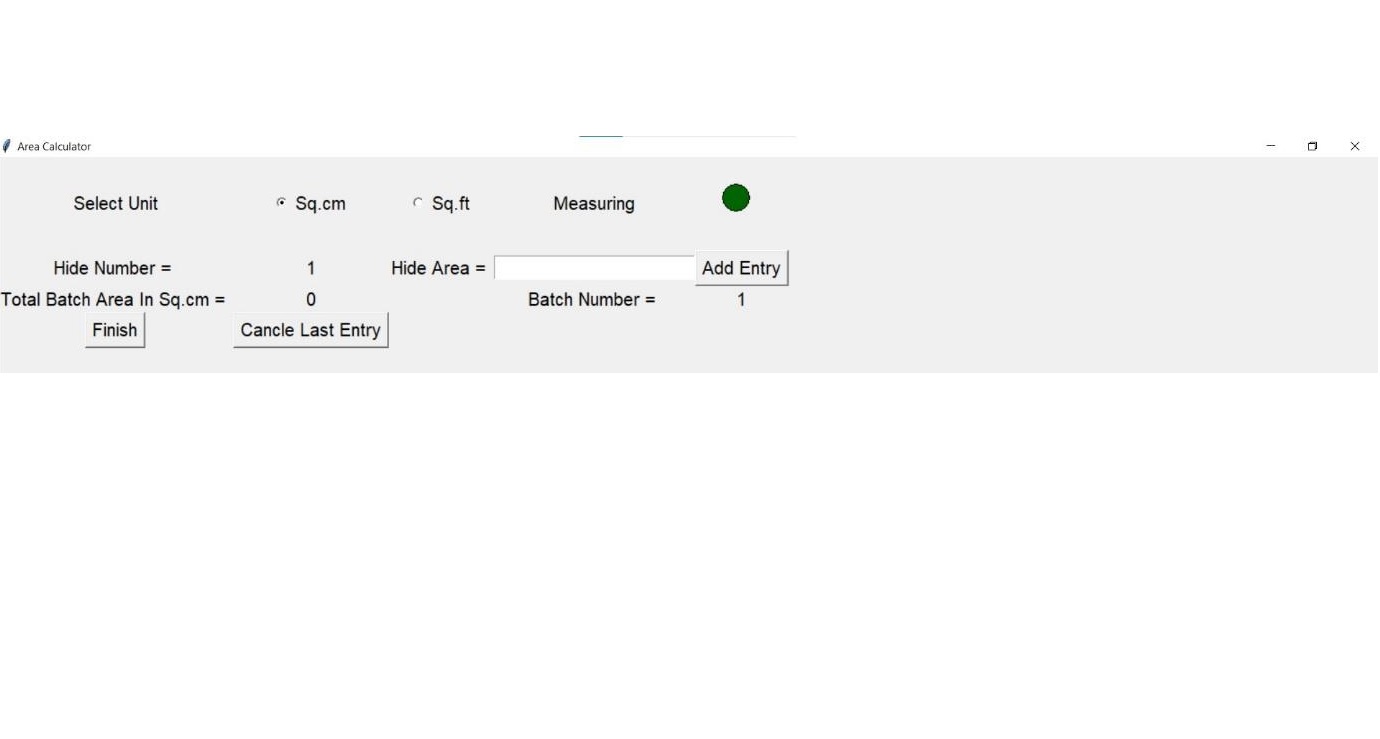 Area Calculator
Select Unit Sq.cm Sq.ft Measuring
Hide Number = 1 Hide Area = Add Entry
Total Batch Area In Sq.cm = 0 Batch Number = 1
Finish Cancle Last Entry